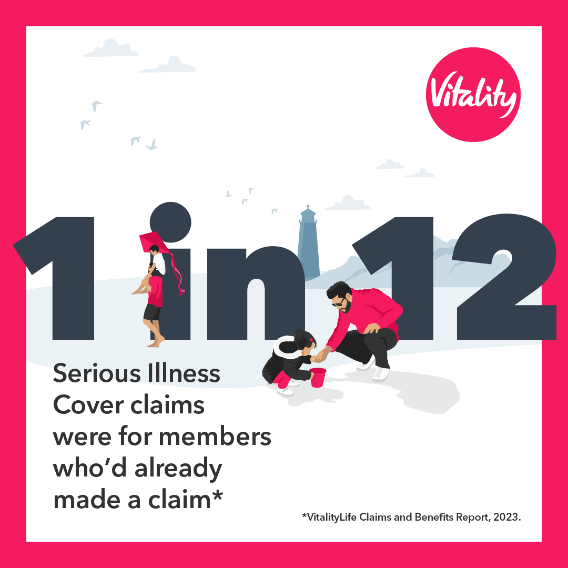 Vitality
1 in 12
Serious Illness
Cover claims
were for members
who'd already
made a claim*
*VitalityLife Claims and Benefits Report, 2023.